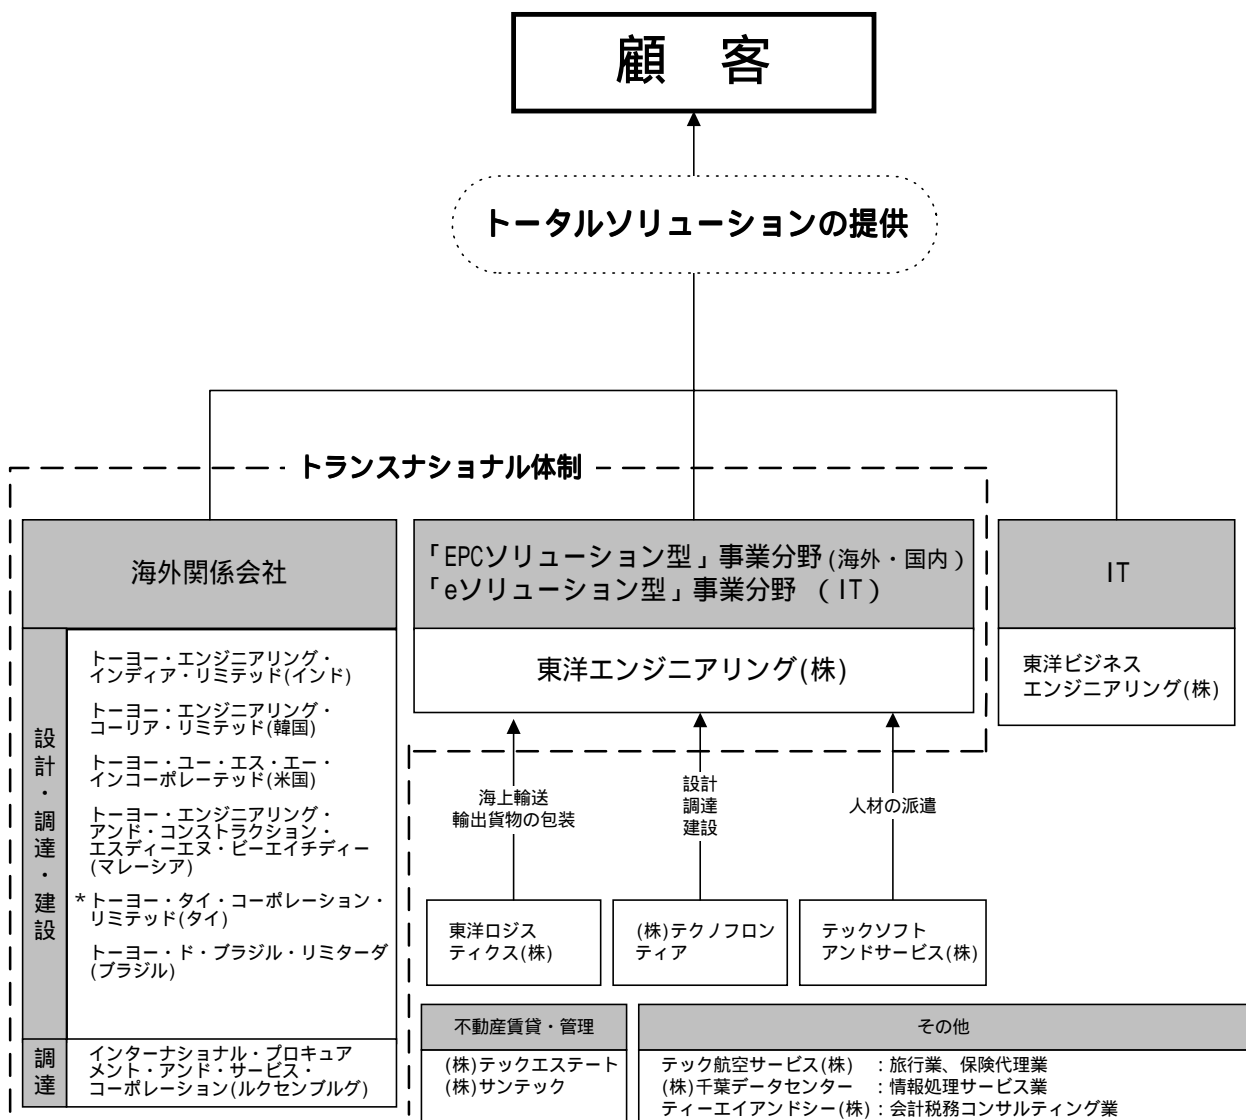 顧　客
トータルソリューションの提供
トランスナショナル体制
海外関係会社
設計・調達・建設
トーヨー・エンジニアリング・
インディア・リミテッド(インド)
トーヨー・エンジニアリング・
コーリア・リミテッド(韓国)
トーヨー・ユー・エス・エー・
インコーポレーテッド(米国)
トーヨー・エンジニアリング・
アンド・コンストラクション・
エスディーエヌ・ビーエイチディー
(マレーシア)
*トーヨー・タイ・コーポレーション・
リミテッド(タイ)
トーヨー・ド・ブラジル・リミターダ
(ブラジル)
調達
インターナショナル・プロキュア
メント・アンド・サービス・
コーポレーション(ルクセンブルグ)
「EPCソリューション型」事業分野(海外・国内)
「eソリューション型」事業分野 (IT)
東洋エンジニアリング(株)
IT
東洋ビジネス
エンジニアリング(株)
海上輸送
輸出貨物の包装
設計
調達
建設
人材の派遣
東洋ロジス
ティクス(株)
(株)テクノフロン
ティア
テックソフト
アンドサービス(株)
不動産賃貸・管理
(株)テックエステート
(株)サンテック
その他
テック航空サービス(株)　：旅行業、保険代理業
(株)千葉データセンター　：情報処理サービス業
ティーエイアンドシー(株)：会計税務コンサルティング業